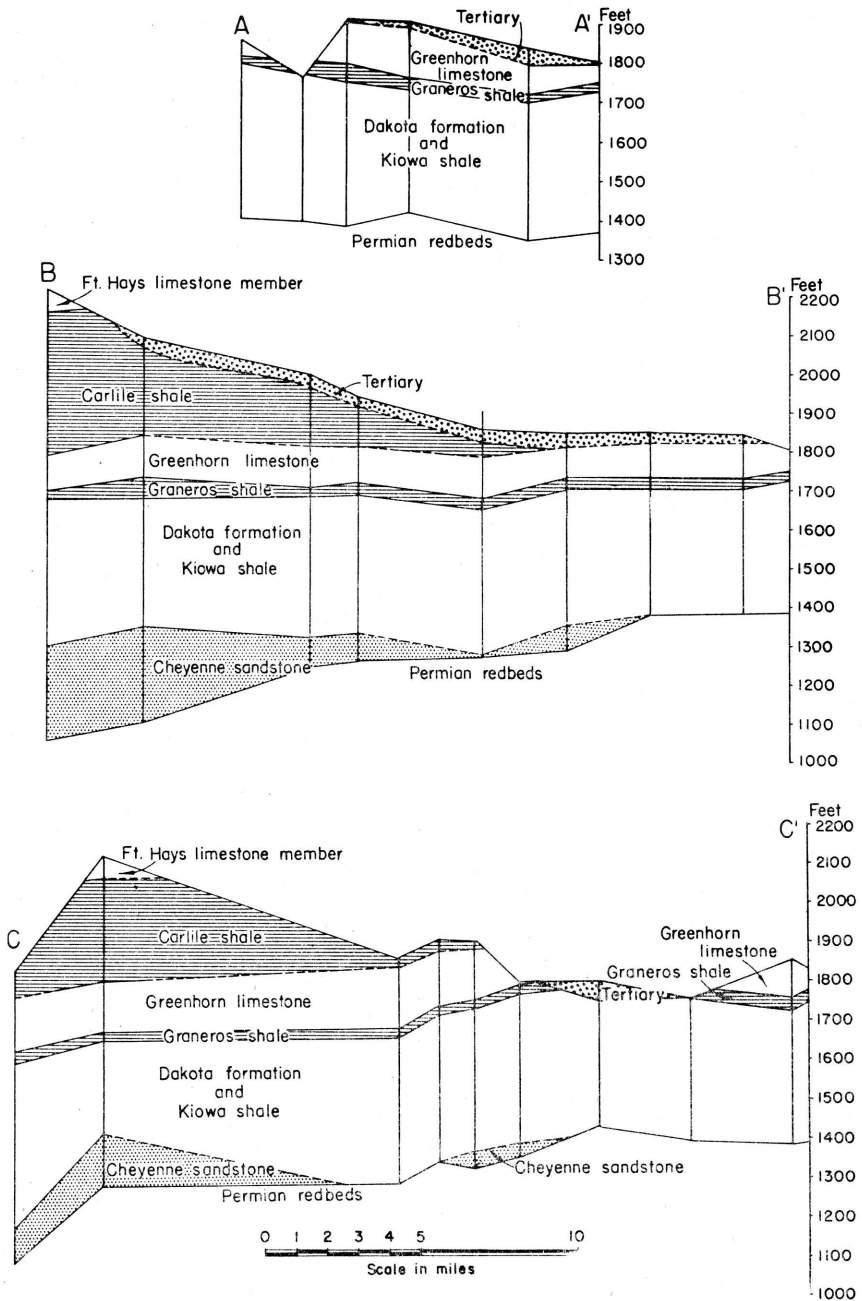 A
Tertiary
A'
Feet
1900
1800
1700
1600
1500
1400
1300
Greenhorn
limestone
Graneros shale
Dakota formation
and
Kiowa shale
Permian redbeds
B
Ft. Hays limestone member
B'
Feet
2200
2100
2000
1900
1800
1700
1600
1500
1400
1300
1200
1100
1000
Tertiary
Carlile shale
Greenhorn limestone
Graneros shale
Dakota formation
and
Kiowa shale
Cheyenne sandstone
Permian redbeds
C
Ft. Hays limestone member
C'
Feet
2200
2100
2000
1900
1800
1700
1600
1500
1400
1300
1200
1100
1000
Carlile shale
Greenhorn
limestone
Graneros shale
Tertiary
Greenhorn limestone
Graneros shale
Dakota formation
and
Kiowa shale
Cheyenne sandstone
Cheyenne sandstone
Permian redbeds
0 1 2 3 4 5 10
Scale in miles